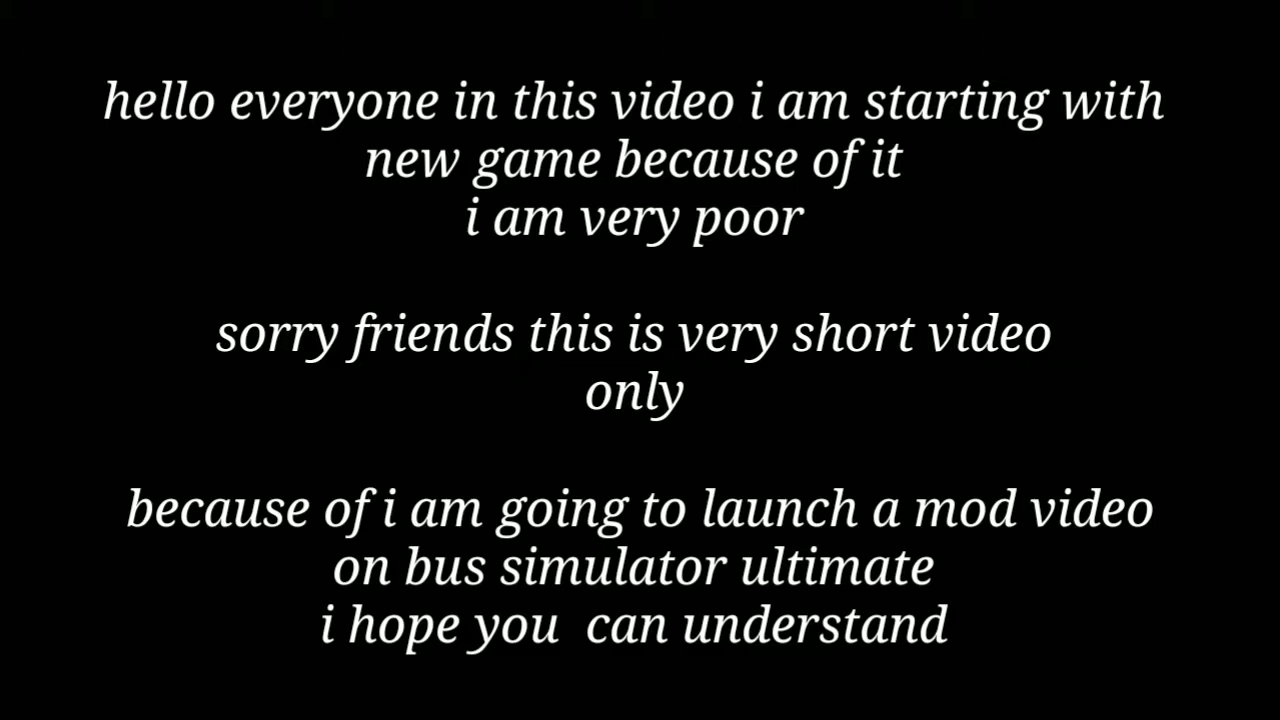 hello everyone in this video i am starting with
new game because of it
i am very poor
sorry friends this is very short video
only
because of i am going to launch a mod video
on bus simulator ultimate
i hope you  can understand